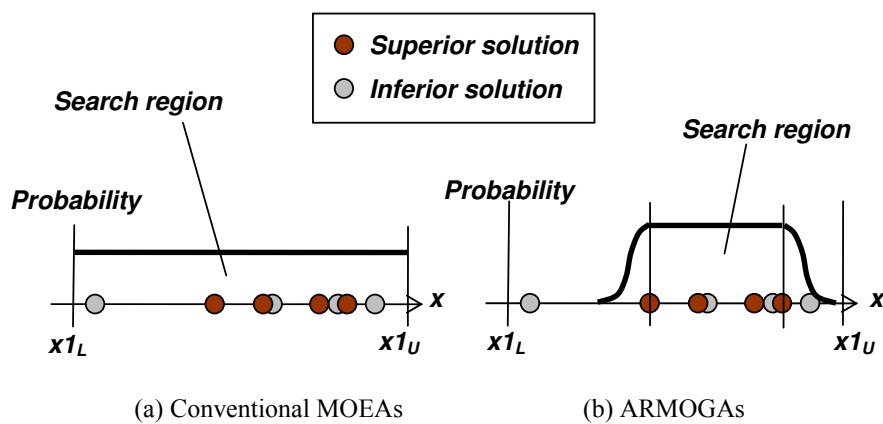 Superior solution
Inferior solution
Search region
Probability
x
x1L
x1U
(a) Conventional MOEAs
Search region
Probability
x
x1L
x1U
(b) ARMOGAs